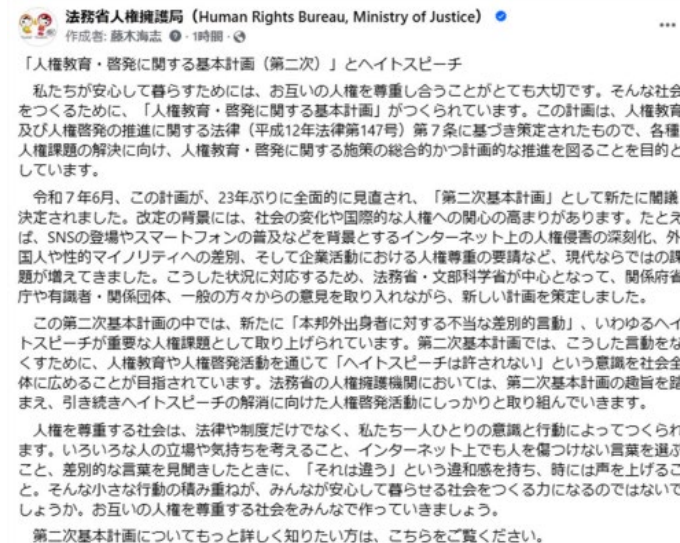 法務省人権擁護局（Human Rights Bureau, Ministry of Justice）
作成者: 藤木海志 · 1時間 ·
「人権教育・啓発に関する基本計画（第二次）」とヘイトスピーチ
私たちが安心して暮らすためには、お互いの人権を尊重し合うことがとても大切です。そんな社会
をつくるために、「人権教育・啓発に関する基本計画」がつくられています。この計画は、人権教育
及び人権啓発の推進に関する法律（平成12年法律第147号）第７条に基づき策定されたもので、各種
人権課題の解決に向け、人権教育・啓発に関する施策の総合的かつ計画的な推進を図ることを目的と
しています。
令和７年6月、この計画が、23年ぶりに全面的に見直され、「第二次基本計画」として新たに閣議
決定されました。改定の背景には、社会の変化や国際的な人権への関心の高まりがあります。たとえ
ば、SNSの登場やスマートフォンの普及などを背景とするインターネット上の人権侵害の深刻化、外
国人や性的マイノリティへの差別、そして企業活動における人権尊重の要請など、現代ならではの課
題が増えてきました。こうした状況に対応するため、法務省・文部科学省が中心となって、関係府省
庁や有識者・関係団体、一般の方々からの意見を取り入れながら、新しい計画を策定しました。
この第二次基本計画の中では、新たに「本邦外出身者に対する不当な差別的言動」、いわゆるヘイ
トスピーチが重要な人権課題として取り上げられています。第二次基本計画では、こうした言動をな
くすために、人権教育や人権啓発活動を通じて「ヘイトスピーチは許されない」という意識を社会全
体に広めることが目指されています。法務省の人権擁護機関においては、第二次基本計画の趣旨を踏
まえ、引き続きヘイトスピーチの解消に向けた人権啓発活動にしっかりと取り組んでいきます。
人権を尊重する社会は、法律や制度だけでなく、私たち一人ひとりの意識と行動によってつくられ
ます。いろいろな人の立場や気持ちを考えること、インターネット上でも人を傷つけない言葉を選ぶ
こと、差別的な言葉を見聞きしたときに、「それは違う」という違和感を持ち、時には声を上げるこ
と。そんな小さな行動の積み重ねが、みんなが安心して暮らせる社会をつくる力になるのではないで
しょうか。お互いの人権を尊重する社会をみんなで作っていきましょう。
第二次基本計画についてもっと詳しく知りたい方は、こちらをご覧ください。